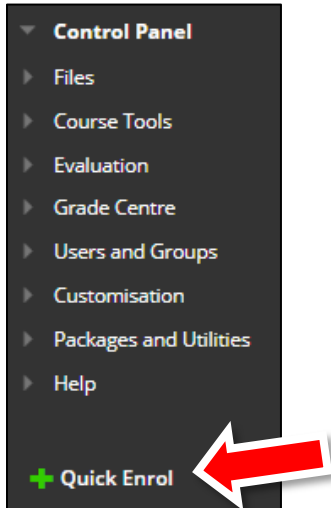 Control Panel
Files
Course Tools
Evaluation
Grade Centre
Users and Groups
Customisation
Packages and Utilities
Help
Quick Enrol